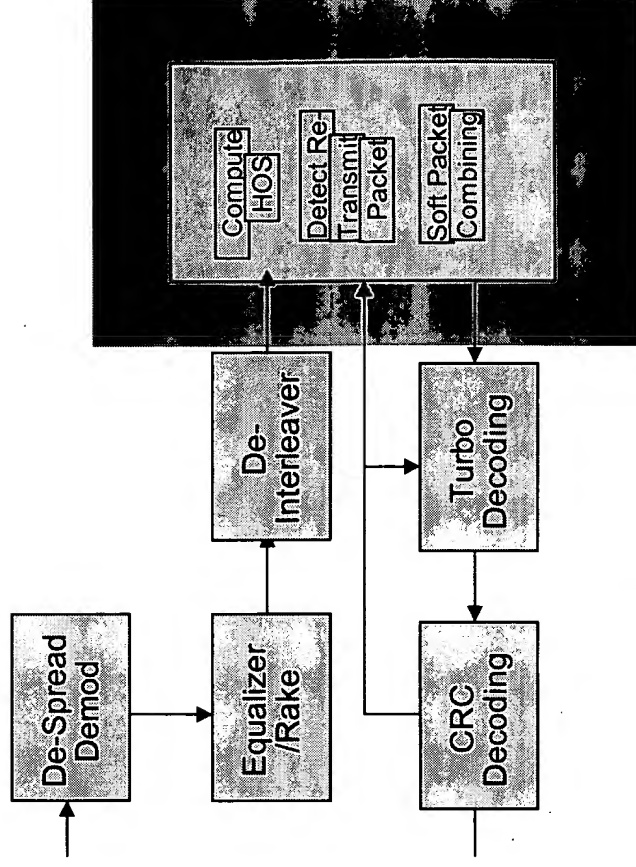 De-Spread
Demod
Equalizer
/Rake
De-
Interleaver
Compute
HOS
Detect Re-
Transmit
Packet
Soft Packet
Combining
Turbo
Decoding
CRC
Decoding